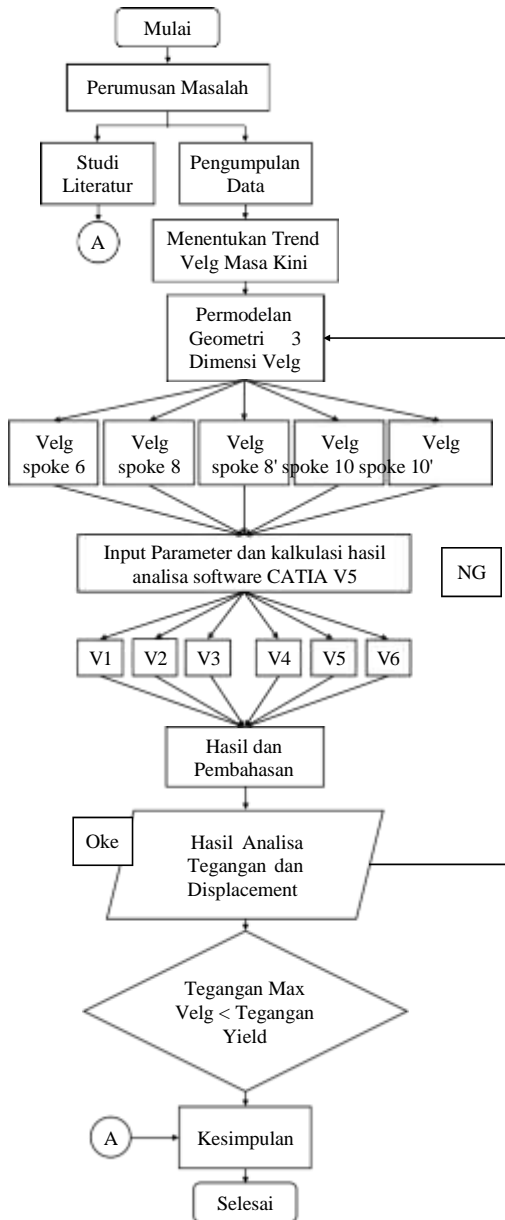 Mulai
Perumusan Masalah
Studi
Literatur
Pengumpulan
Data
A
Menentukan Trend
Velg Masa Kini
Permodelan
Geometri 3
Dimensi Velg
Velg
spoke 6
Velg
spoke 8
Velg
spoke 8'
Velg
spoke 10
Velg
spoke 10'
Input Parameter dan kalkulasi hasil
analisa software CATIA V5
NG
V1
V2
V3
V4
V5
V6
Hasil dan
Pembahasan
Oke
Hasil Analisa
Tegangan dan
Displacement
Tegangan Max
Velg < Tegangan
Yield
A
Kesimpulan
Selesai